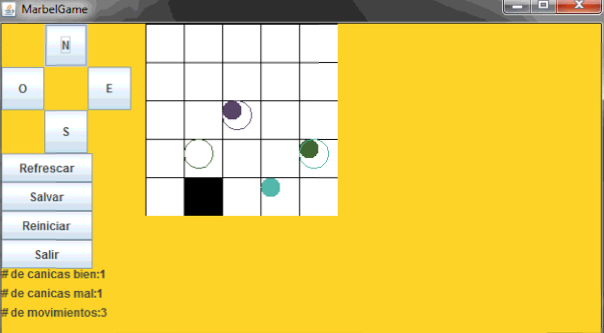 MarbelGame
N
O E
S
Refrescar
Salvar
Reiniciar
Salir
# de canicas bien:1
# de canicas mal:1
# de movimientos:3